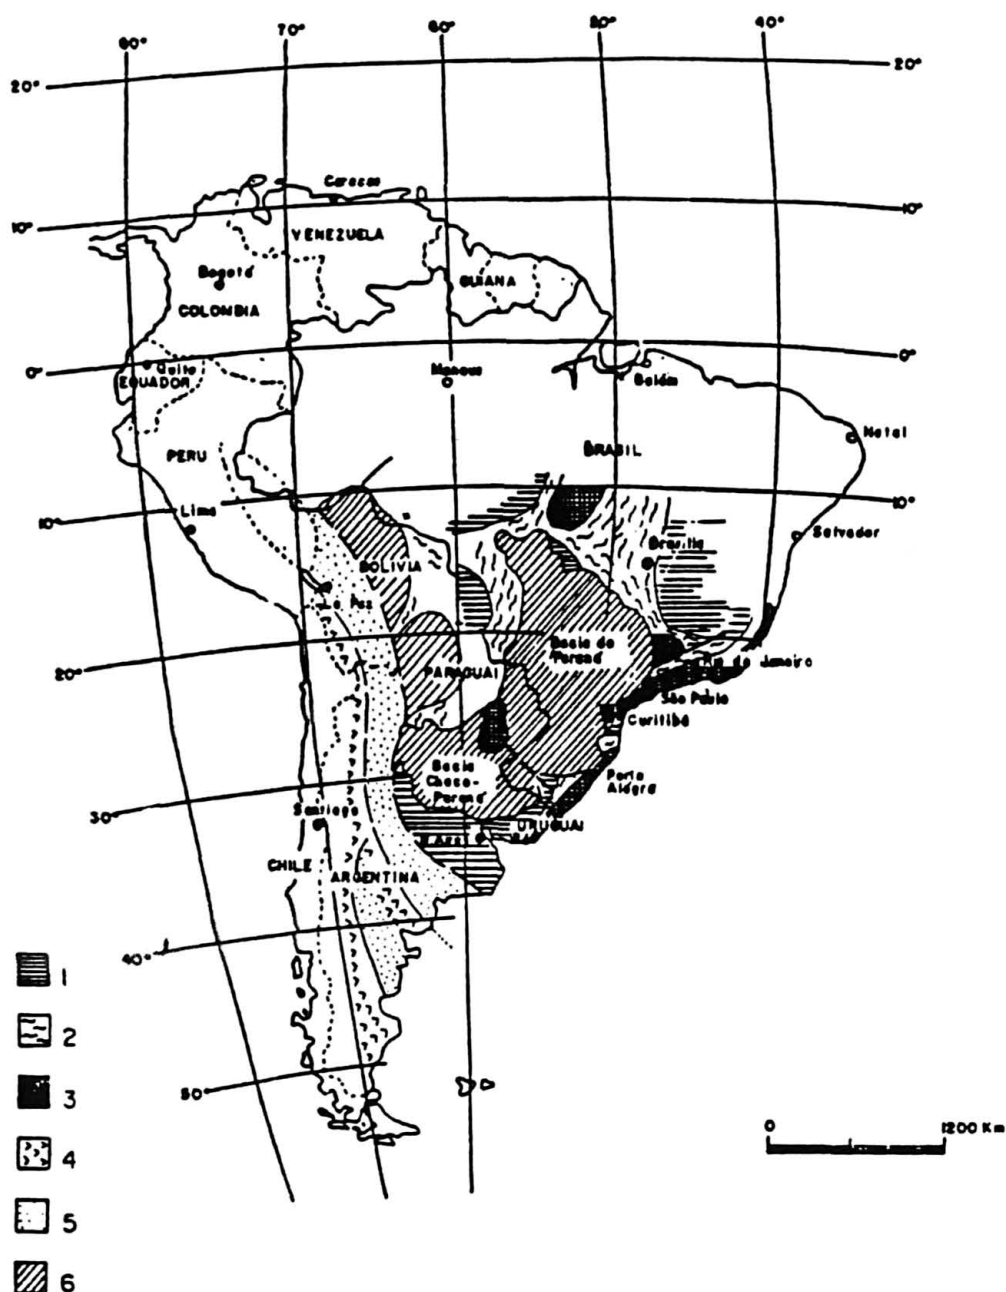 80° 70° 60° 50° 40°
20° 20°
Caracas
10° 10°
VENEZUELA
Bogotá
GUIANA
COLOMBIA
0° Quito 0°
EQUADOR
Manaus
Belém
Natal
PERU
BRASIL
10° Lima 10°
Salvador
Brasília
BOLIVIA
La Paz
20°
Bacia do
Paraná
PARAGUAI
Rio de Janeiro
São Paulo
Curitiba
Bacia
Chaco-
Paraná
Porto
Alegre
30°
Santiago
URUGUAI
CHILE
ARGENTINA
40°
50
1
2
3
4
5
6
0 1200 Km